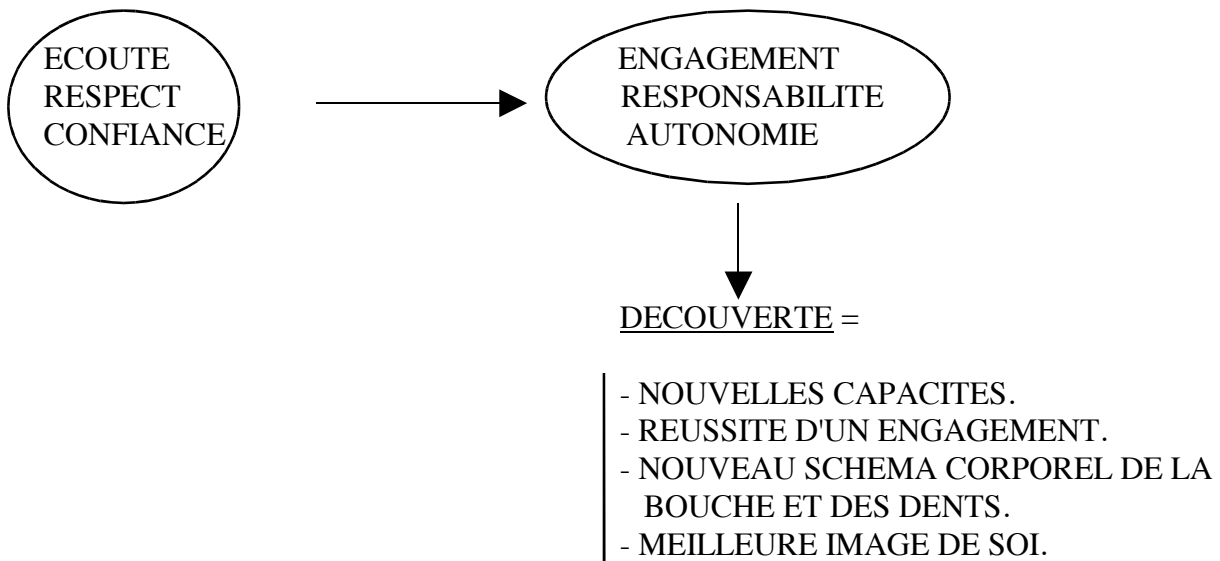 ECOUTE
RESPECT
CONFIANCE
ENGAGEMENT
RESPONSABILITE
AUTONOMIE
DECOUVERTE =
- NOUVELLES CAPACITES.
- REUSSITE D'UN ENGAGEMENT.
- NOUVEAU SCHEMA CORPOREL DE LA
BOUCHE ET DES DENTS.
- MEILLEURE IMAGE DE SOI.